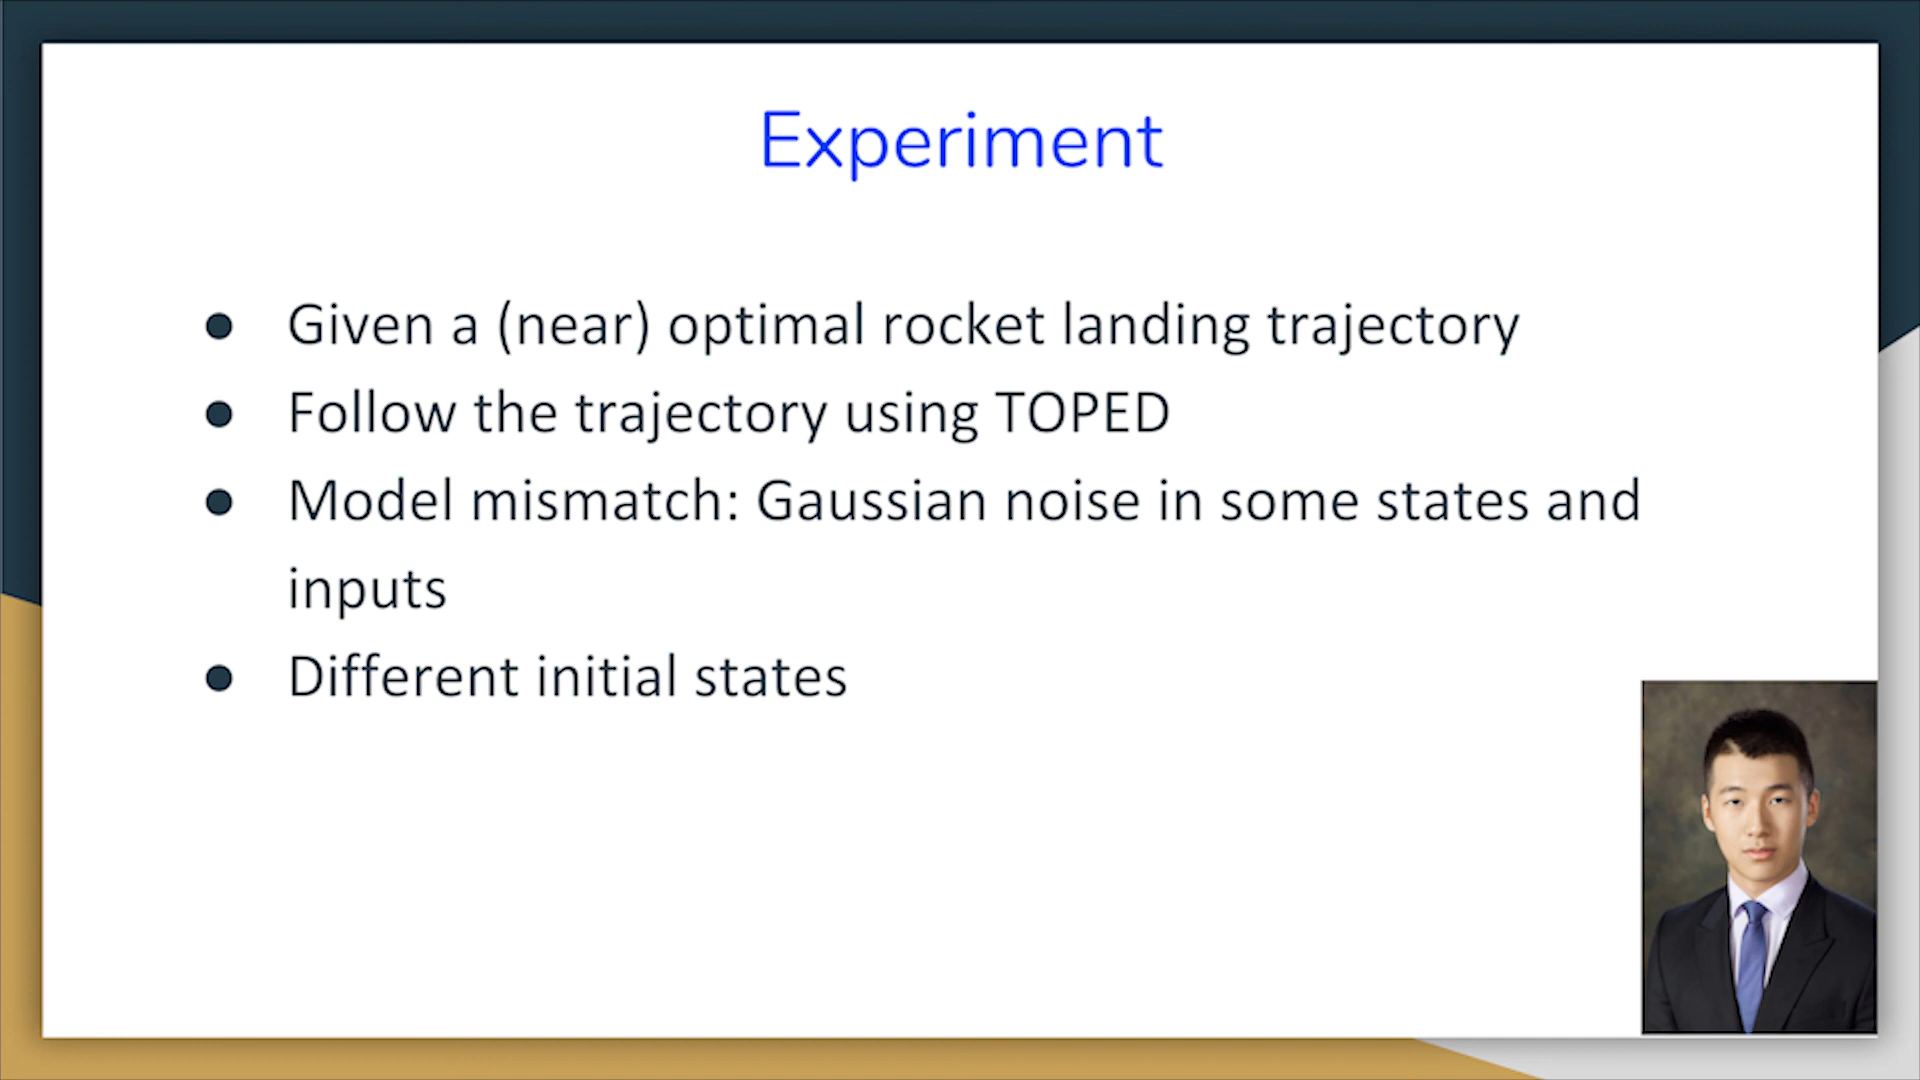 Experiment
● Given a (near) optimal rocket landing trajectory
● Follow the trajectory using TOPED
● Model mismatch: Gaussian noise in some states and
inputs
● Different initial states